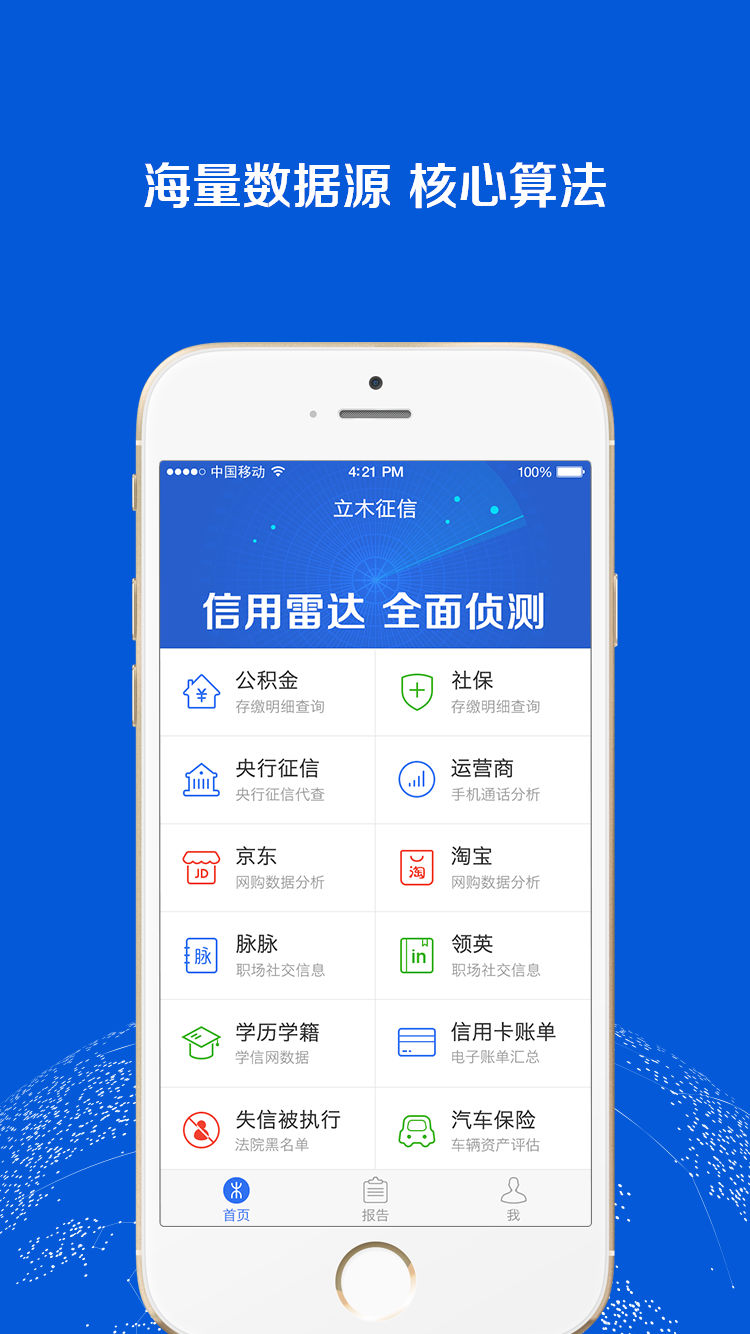 海量数据源 核心算法
中国移动 4:21 PM 100%
立木征信
信用雷达 全面侦测
公积金 社保
存缴明细查询 存缴明细查询
央行征信 运营商
央行征信代查 手机通话分析
京东 淘宝
JD 淘
网购数据分析 网购数据分析
脉脉 领英
脉 in
职场社交信息 职场社交信息
学历学籍 信用卡账单
学信网数据 电子账单汇总
失信被执行 汽车保险
法院黑名单 车辆资产评估
首页 报告 我